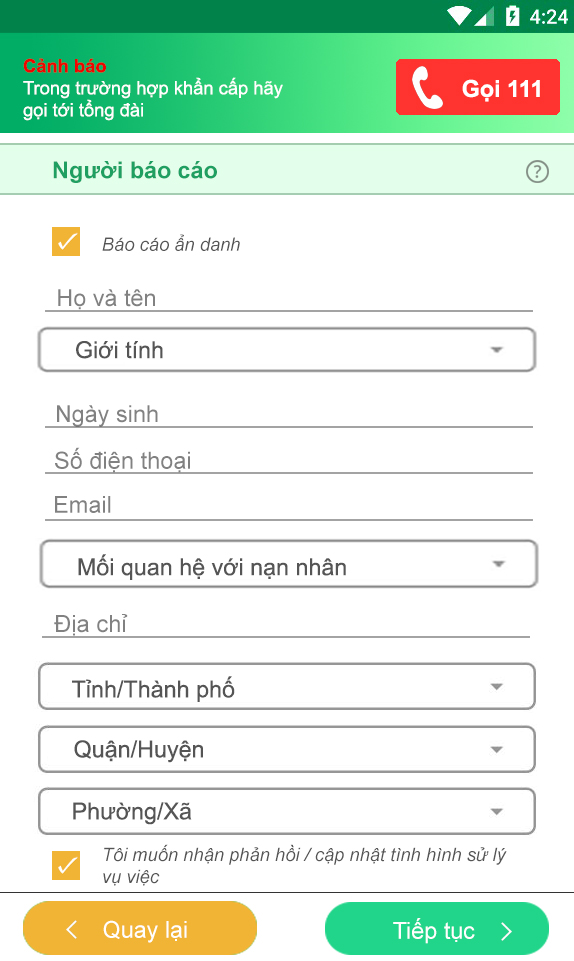 4:24
Cảnh báo
Trong trường hợp khẩn cấp hãy
gọi tới tổng đài
Gọi 111
Người báo cáo
?
Báo cáo ẩn danh
Họ và tên
Giới tính
Ngày sinh
Số điện thoại
Email
Mối quan hệ với nạn nhân
Địa chỉ
Tỉnh/Thành phố
Quận/Huyện
Phường/Xã
Tôi muốn nhận phản hồi / cập nhật tình hình sử lý
vụ việc
Quay lại
Tiếp tục